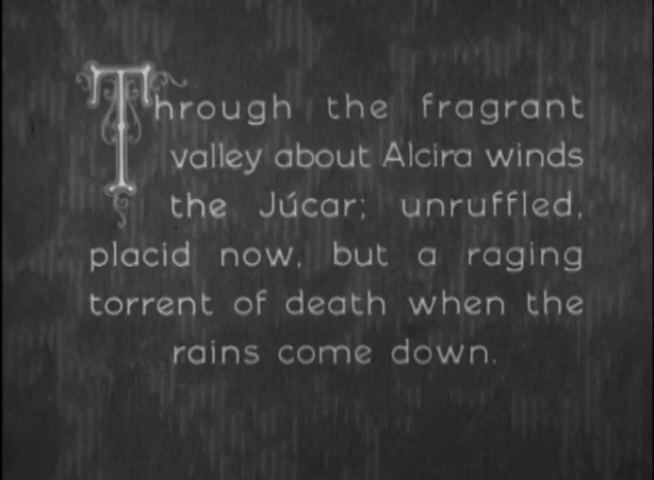 Through the fragrant
valley about Alcira winds
the Júcar; unruffled,
placid now, but a raging
torrent of death when the
rains come down.